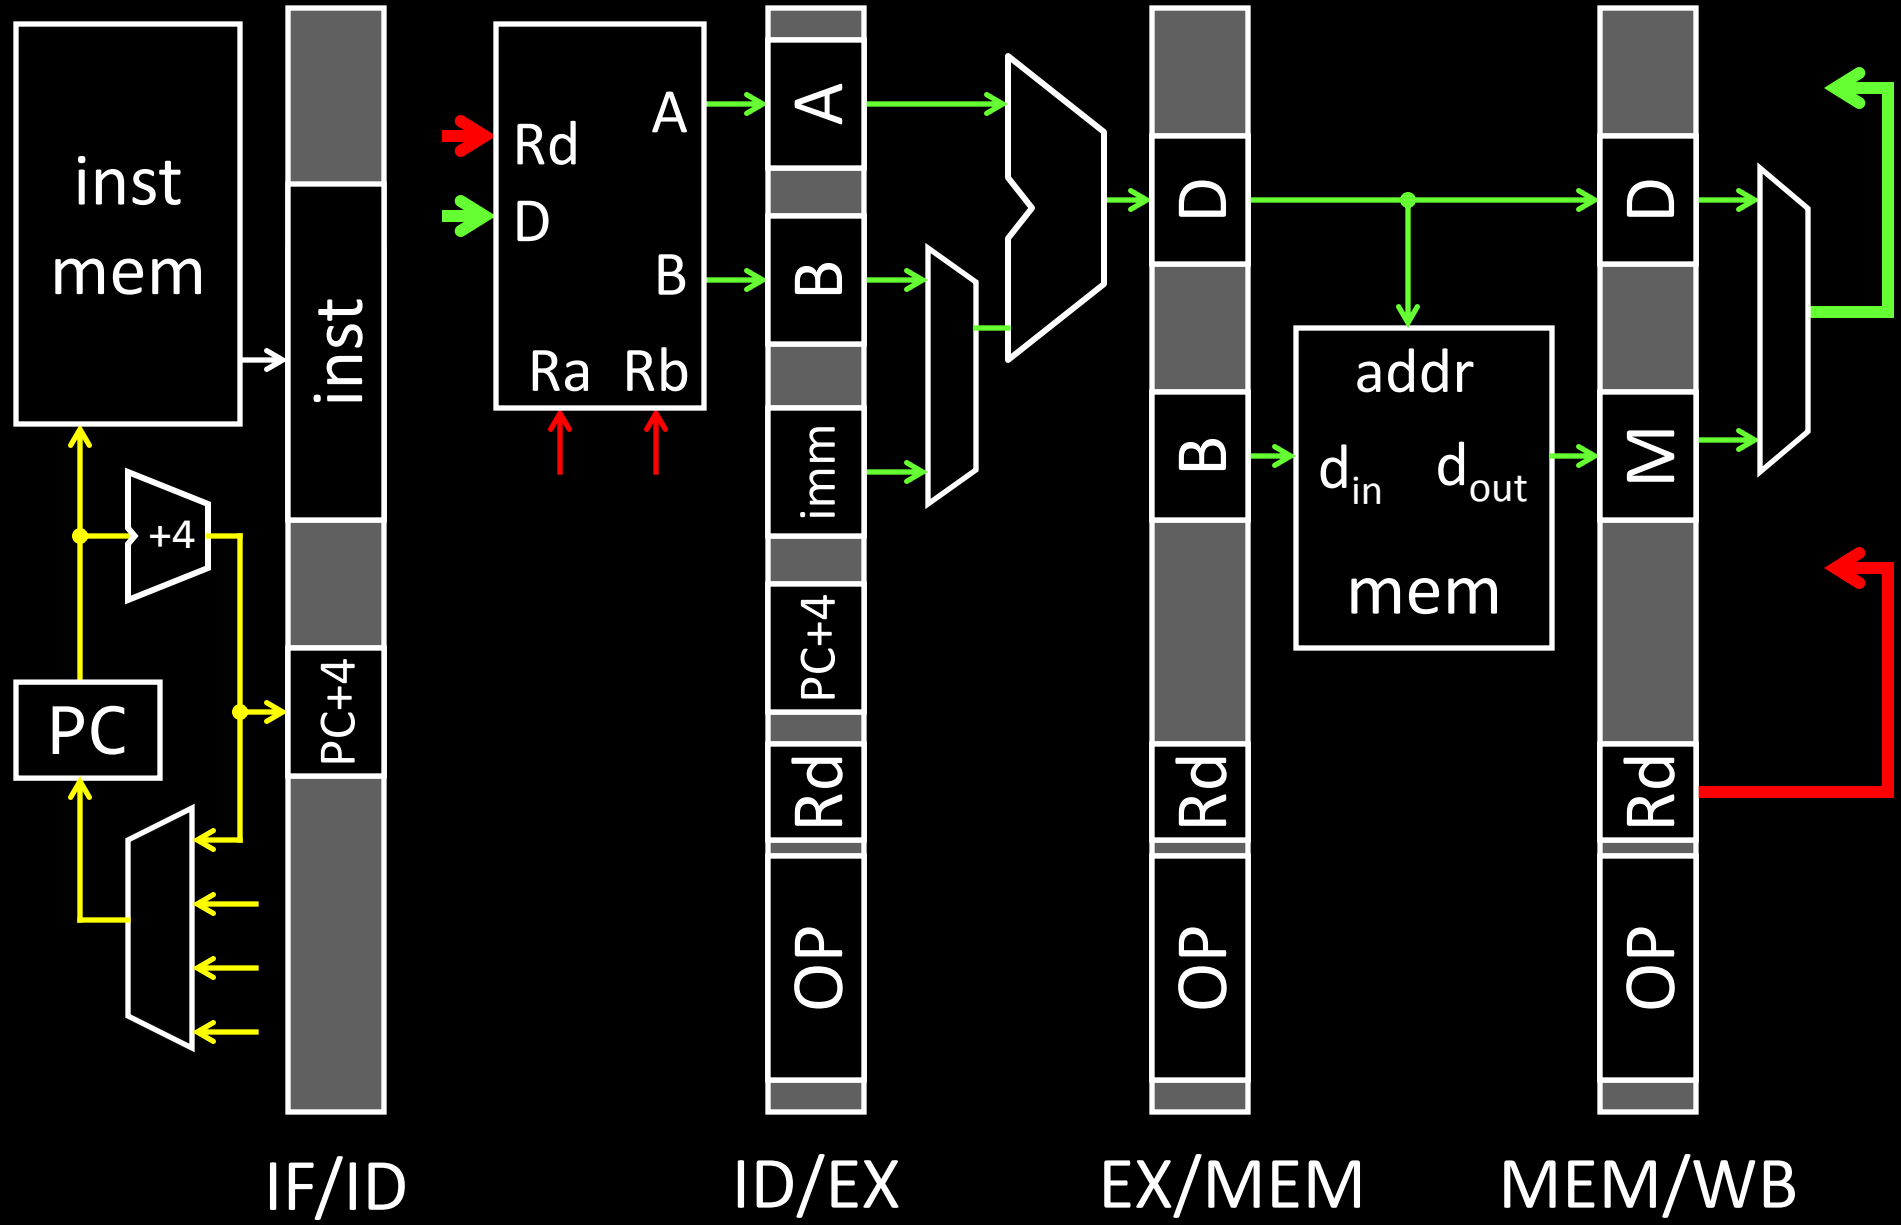 inst
mem
+4
PC
inst
PC+4
Rd
D
A
B
Ra Rb
A
B
imm
PC+4
Rd
OP
D
B
Rd
OP
addr
din dout
mem
D
M
Rd
OP
IF/ID ID/EX EX/MEM MEM/WB